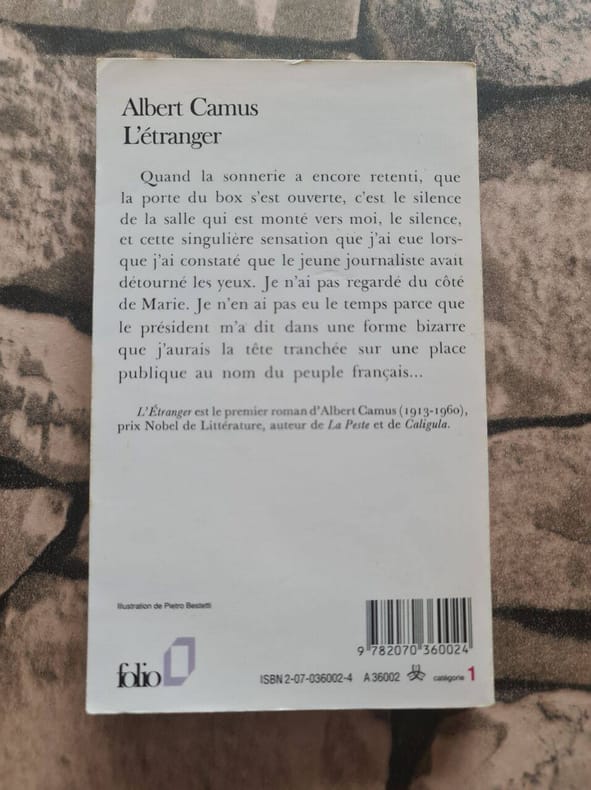 Albert Camus
L'étranger
Quand la sonnerie a encore retenti, que
la porte du box s'est ouverte, c'est le silence
de la salle qui est monté vers moi, le silence,
et cette singulière sensation que j'ai eue lors-
que j'ai constaté que le jeune journaliste avait
détourné les yeux. Je n'ai pas regardé du côté
de Marie. Je n'en ai pas eu le temps parce que
le président m'a dit dans une forme bizarre
que j'aurais la tête tranchée sur une place
publique au nom du peuple français...
L'Étranger est le premier roman d'Albert Camus (1913-1960),
prix Nobel de Littérature, auteur de La Peste et de Caligula.
Illustration de Pietro Bestetti
9 782070 360024
folio
ISBN 2-07-036002-4 A 36002 catégorie 1